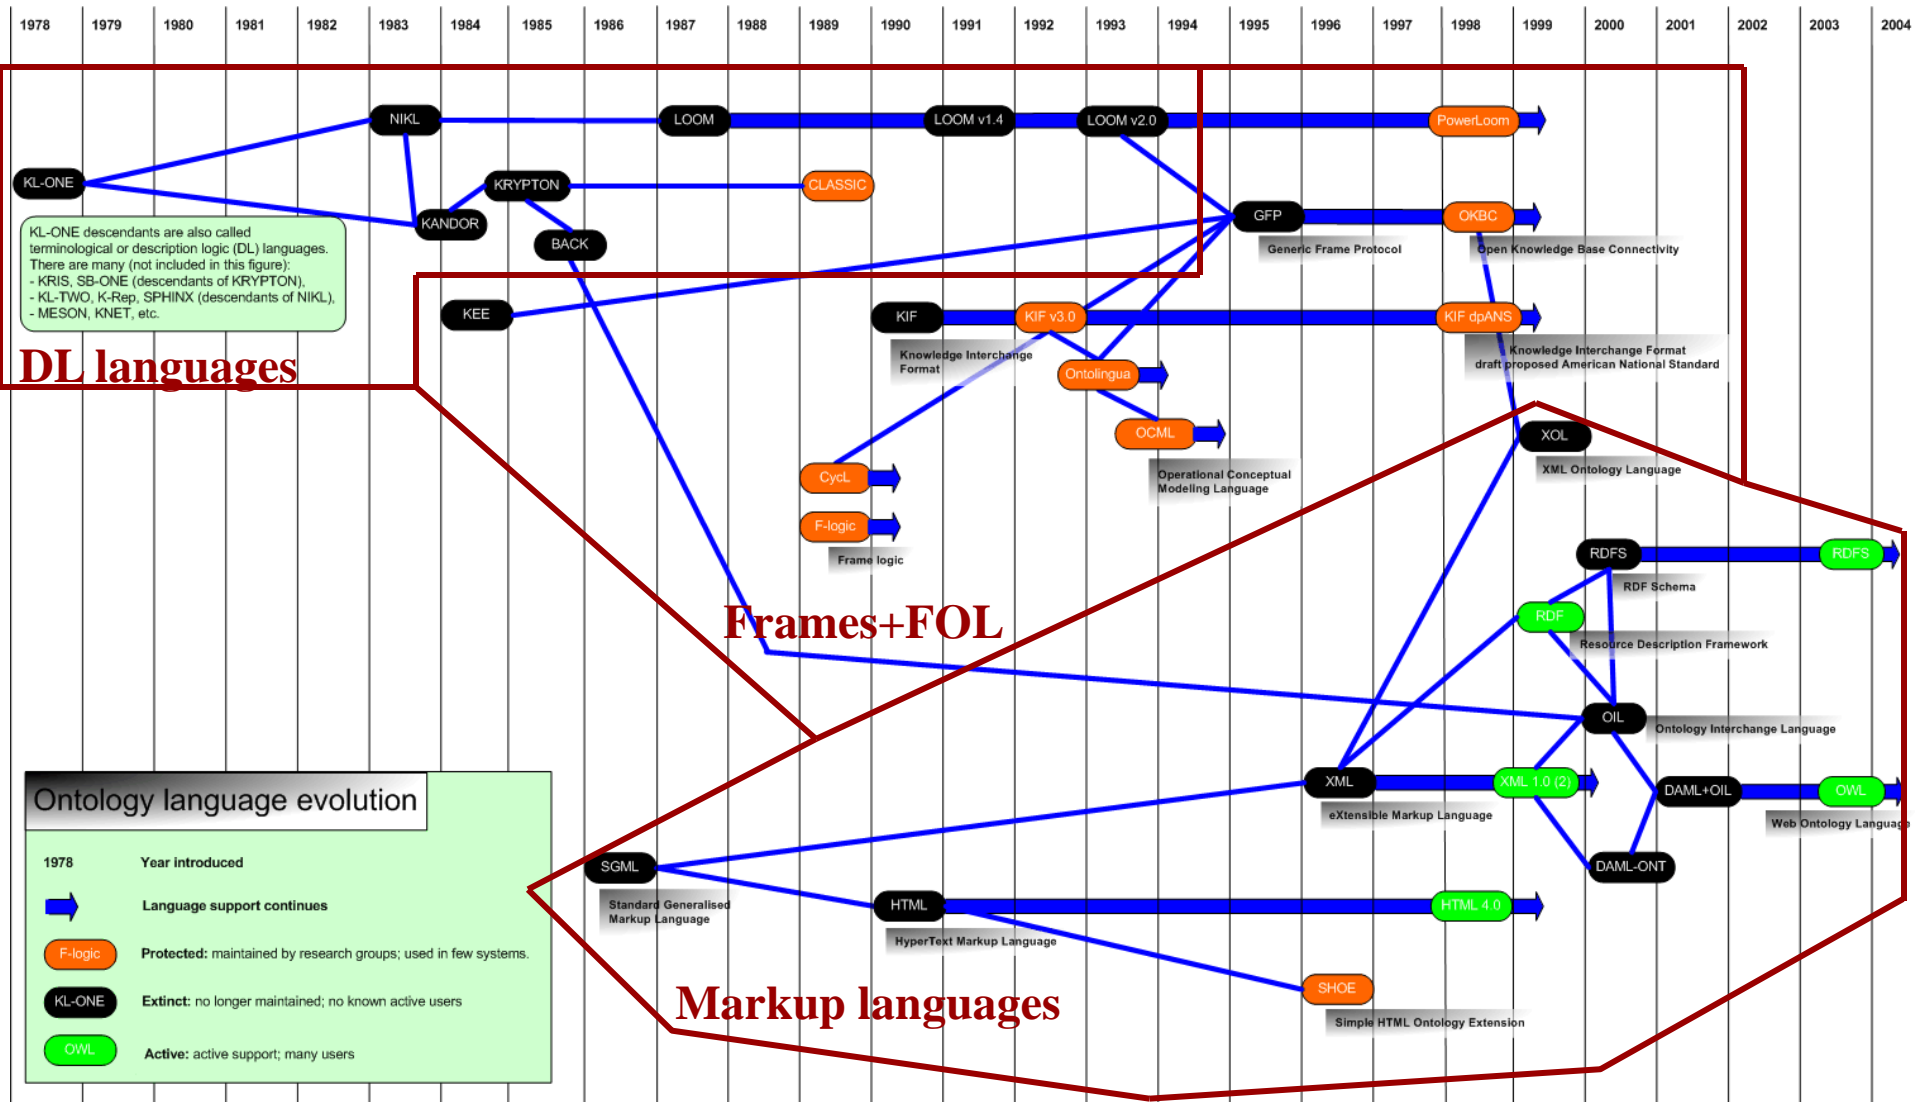 1978 1979 1980 1981 1982 1983 1984 1985 1986 1987 1988 1989 1990 1991 1992 1993 1994 1995 1996 1997 1998 1999 2000 2001 2002 2003 2004
NIKL LOOM LOOM v1.4 LOOM v2.0 PowerLoom
KL-ONE KRYPTON CLASSIC
KANDOR GFP OKBC
BACK Generic Frame Protocol Open Knowledge Base Connectivity
KL-ONE descendants are also called
terminological or description logic (DL) languages.
There are many (not included in this figure):
- KRIS, SB-ONE (descendants of KRYPTON),
- KL-TWO, K-Rep, SPHINX (descendants of NIKL),
- MESON, KNET, etc.
DL languages
KEE KIF KIF v3.0 KIF dpANS
Knowledge Interchange
Format
Knowledge Interchange Format
draft proposed American National Standard
Ontolingua
OCML
Operational Conceptual
Modeling Language
XOL
XML Ontology Language
CycL
F-logic
Frame logic
Frames+FOL
RDFS RDFS
RDF Schema
RDF
Resource Description Framework
OIL
Ontology Interchange Language
XML XML 1.0 (2) DAML+OIL OWL
eXtensible Markup Language Web Ontology Language
SGML DAML-ONT
Standard Generalised
Markup Language
HTML HTML 4.0
HyperText Markup Language
SHOE
Simple HTML Ontology Extension
Markup languages
Ontology language evolution
1978 Year introduced
Language support continues
F-logic Protected: maintained by research groups; used in few systems.
KL-ONE Extinct: no longer maintained; no known active users
OWL Active: active support; many users